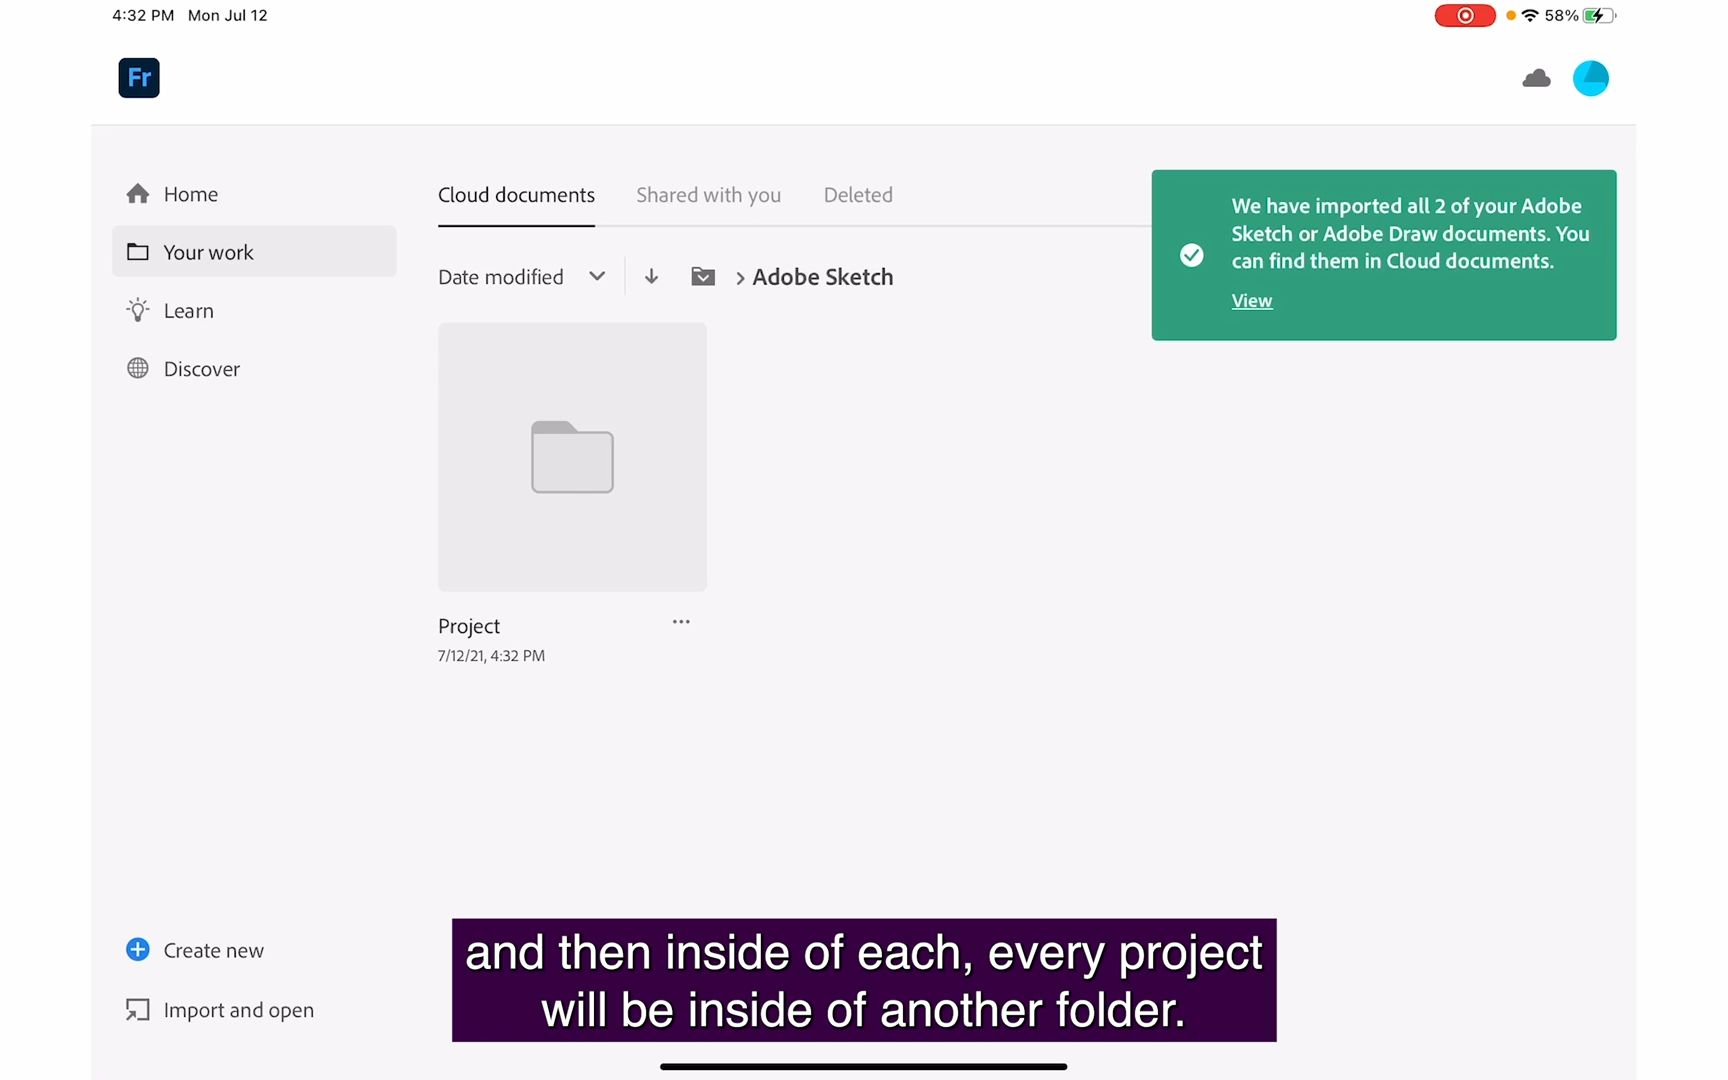 4:32 PM Mon Jul 12
58%
Fr
Home
Your work
Learn
Discover
Cloud documents Shared with you Deleted
Date modified
Adobe Sketch
We have imported all 2 of your Adobe
Sketch or Adobe Draw documents. You
can find them in Cloud documents.
View
Project
7/12/21, 4:32 PM
Create new
Import and open
and then inside of each, every project
will be inside of another folder.